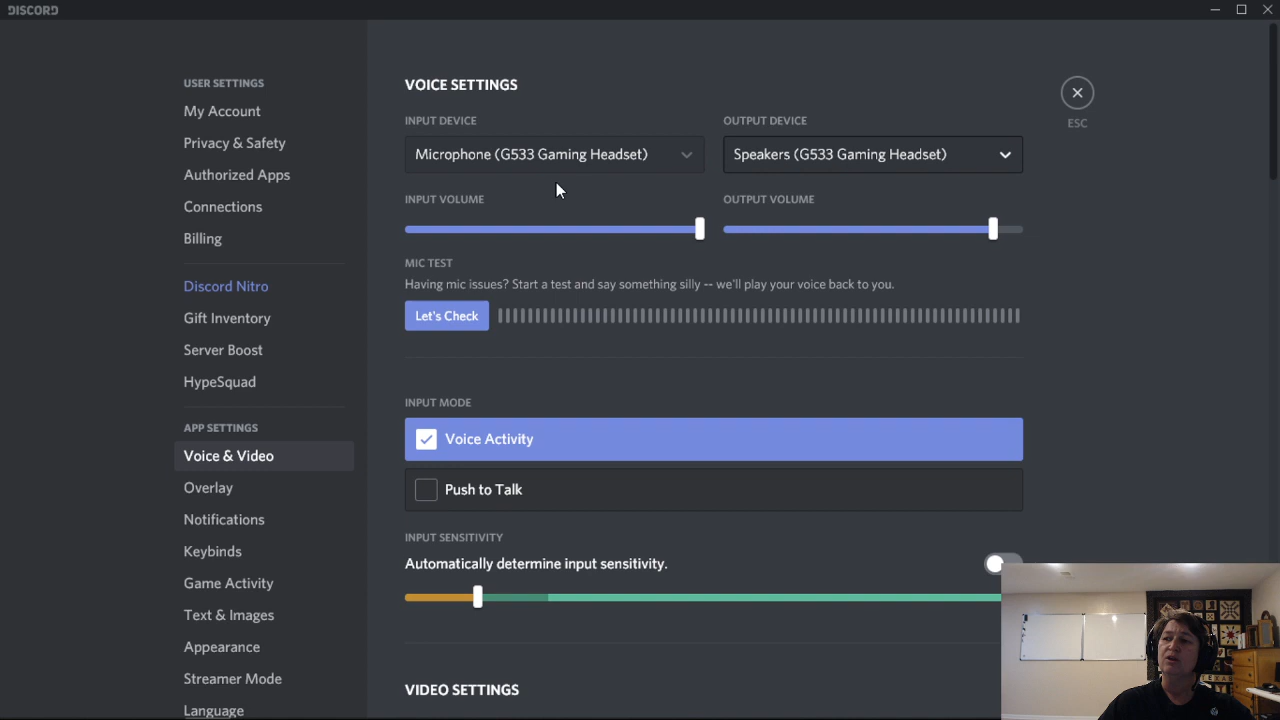 DISCORD
USER SETTINGS
My Account
Privacy & Safety
Authorized Apps
Connections
Billing
Discord Nitro
Gift Inventory
Server Boost
HypeSquad
APP SETTINGS
Voice & Video
Overlay
Notifications
Keybinds
Game Activity
Text & Images
Appearance
Streamer Mode
Language
VOICE SETTINGS
ESC
INPUT DEVICE
Microphone (G533 Gaming Headset)
OUTPUT DEVICE
Speakers (G533 Gaming Headset)
INPUT VOLUME
OUTPUT VOLUME
MIC TEST
Having mic issues? Start a test and say something silly -- we'll play your voice back to you.
Let's Check
INPUT MODE
Voice Activity
Push to Talk
INPUT SENSITIVITY
Automatically determine input sensitivity.
VIDEO SETTINGS